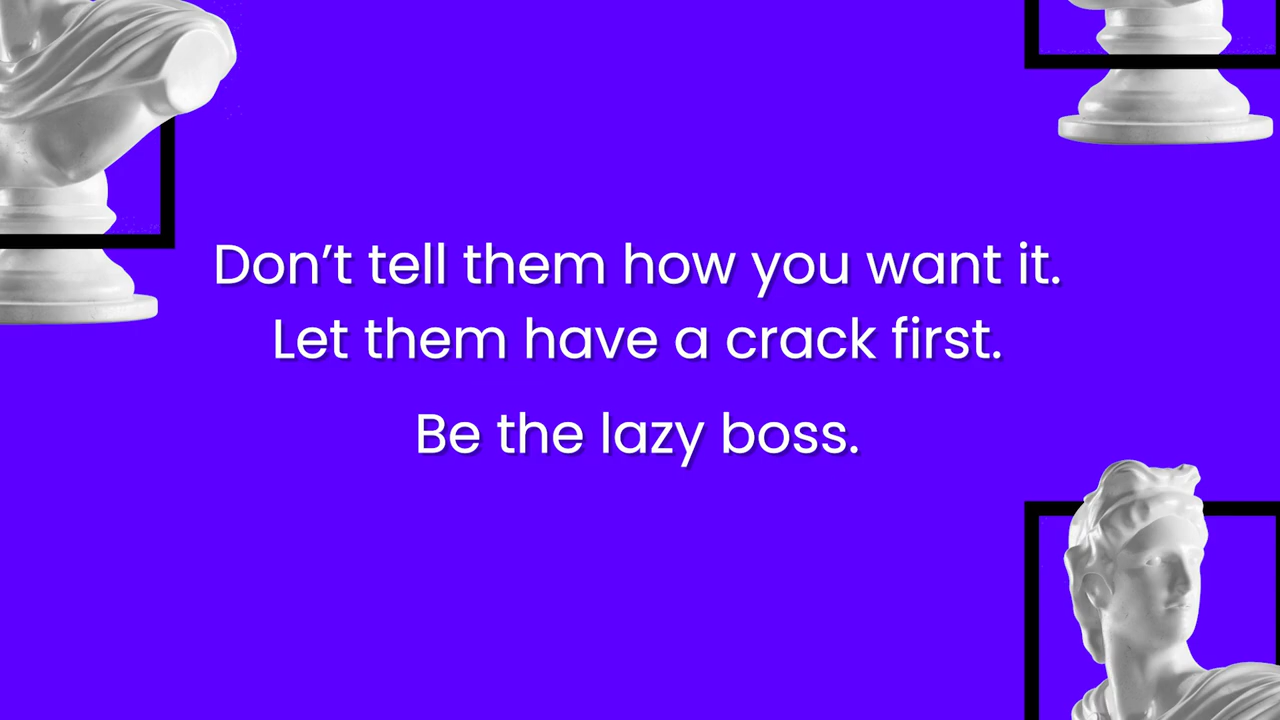 Don’t tell them how you want it.
Let them have a crack first.
Be the lazy boss.